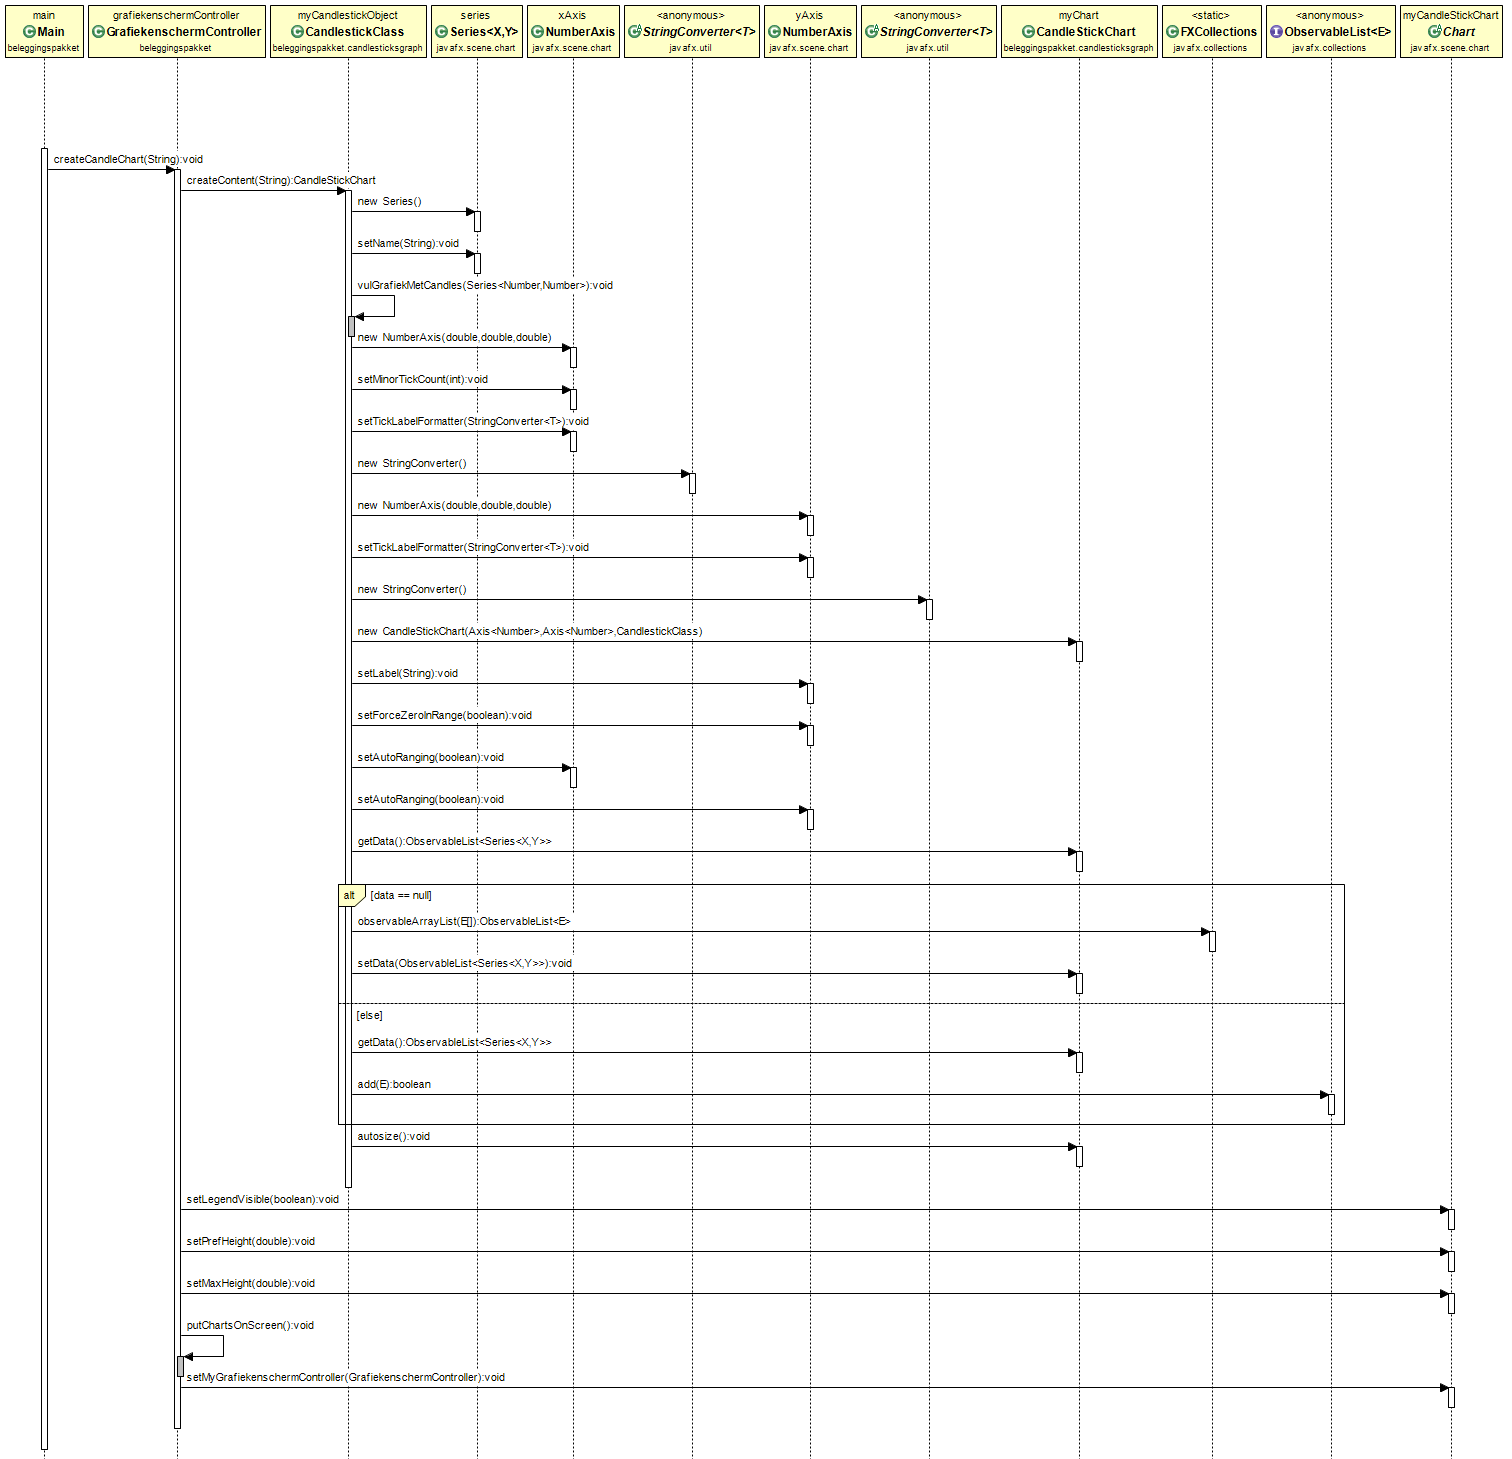 main
Main
beleggingspakket
grafiekenschermController
GrafiekenschermController
beleggingspakket
myCandlestickObject
CandlestickClass
beleggingspakket.candlesticksgraph
series
Series<X,Y>
javafx.scene.chart
xAxis
NumberAxis
javafx.scene.chart
<anonymous>
StringConverter<T>
javafx.util
yAxis
NumberAxis
javafx.scene.chart
<anonymous>
StringConverter<T>
javafx.util
myChart
CandleStickChart
beleggingspakket.candlesticksgraph
<static>
FXCollections
javafx.collections
<anonymous>
ObservableList<E>
javafx.collections
myCandleStickChart
Chart
javafx.scene.chart
createCandleChart(String):void
createContent(String):CandleStickChart
new Series()
setName(String):void
vulGrafiekMetCandles(Series<Number,Number>):void
new NumberAxis(double,double,double)
setMinorTickCount(int):void
setTickLabelFormatter(StringConverter<T>):void
new StringConverter()
new NumberAxis(double,double,double)
setTickLabelFormatter(StringConverter<T>):void
new StringConverter()
new CandleStickChart(Axis<Number>,Axis<Number>,CandlestickClass)
setLabel(String):void
setForceZeroInRange(boolean):void
setAutoRanging(boolean):void
setAutoRanging(boolean):void
getData():ObservableList<Series<X,Y>>
alt [data == null]
observableArrayList(E[]):ObservableList<E>
setData(ObservableList<Series<X,Y>>):void
[else]
getData():ObservableList<Series<X,Y>>
add(E):boolean
autosize():void
setLegendVisible(boolean):void
setPrefHeight(double):void
setMaxHeight(double):void
putChartsOnScreen():void
setMyGrafiekenschermController(GrafiekenschermController):void